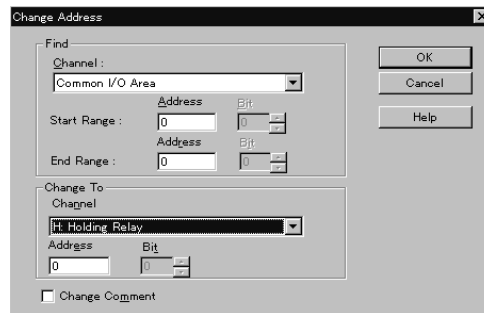 Change Address
Find
Channel :
Common I/O Area
Address Bit
Start Range : 0 0
Address Bit
End Range : 0 0
Change To
Channel
H: Holding Relay
Address Bit
0 0
Change Comment
OK
Cancel
Help